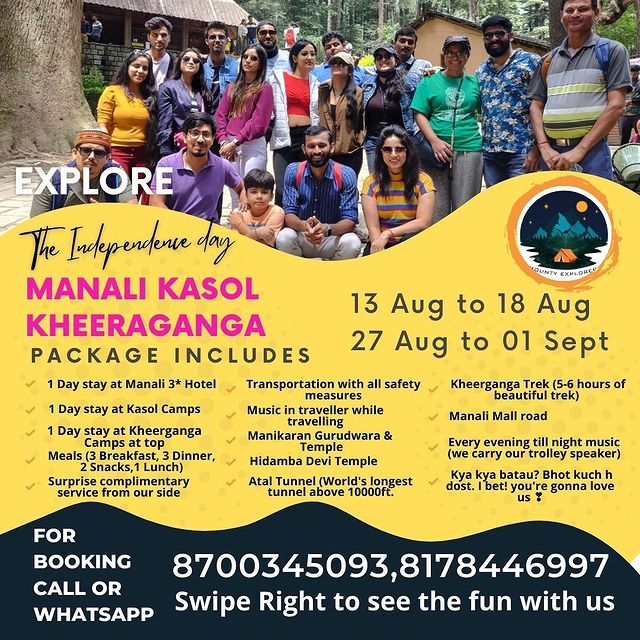 EXPLORE
The Independence day
MANALI KASOL
KHEERAGANGA
PACKAGE INCLUDES
13 Aug to 18 Aug
27 Aug to 01 Sept
OUNTY EXPLORER
1 Day stay at Manali 3* Hotel
1 Day stay at Kasol Camps
1 Day stay at Kheerganga
Camps at top
Meals (3 Breakfast, 3 Dinner,
2 Snacks,1 Lunch)
Surprise complimentary
service from our side
Transportation with all safety
measures
Music in traveller while
travelling
Manikaran Gurudwara &
Temple
Hidamba Devi Temple
Atal Tunnel (World's longest
tunnel above 10000ft.
Kheerganga Trek (5-6 hours of
beautiful trek)
Manali Mall road
Every evening till night music
(we carry our trolley speaker)
Kya kya batau? Bhot kuch h
dost. I bet! you're gonna love
us ❣
FOR
BOOKING
CALL OR
WHATSAPP
8700345093,8178446997
Swipe Right to see the fun with us